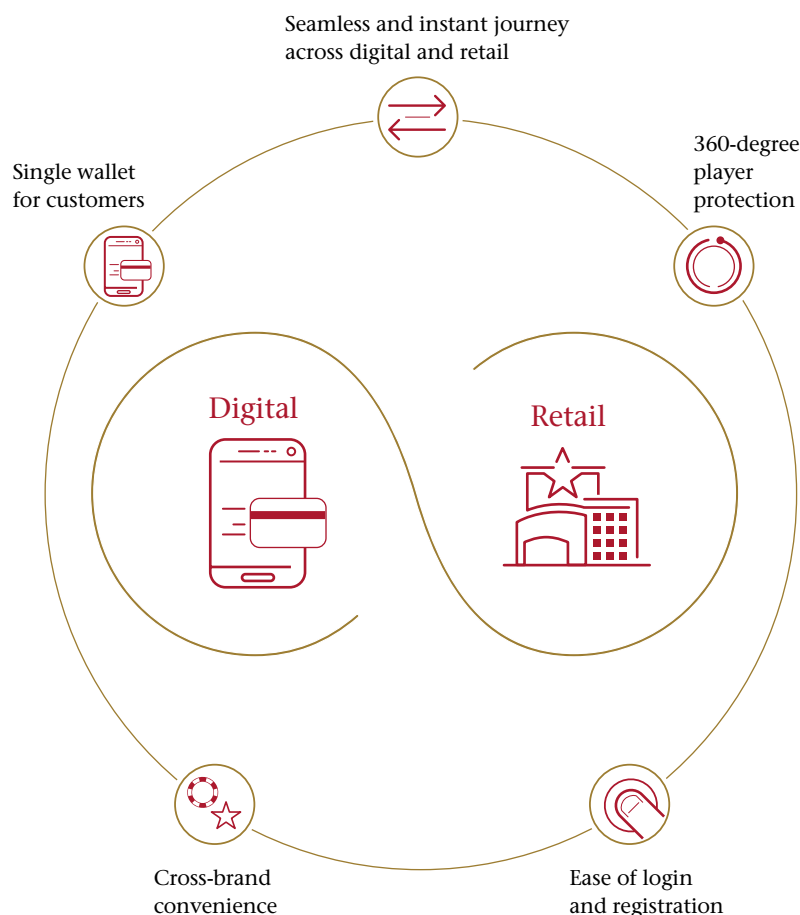 Seamless and instant journey
across digital and retail
360-degree
player
protection
Single wallet
for customers
Digital
Retail
Cross-brand
convenience
Ease of login
and registration